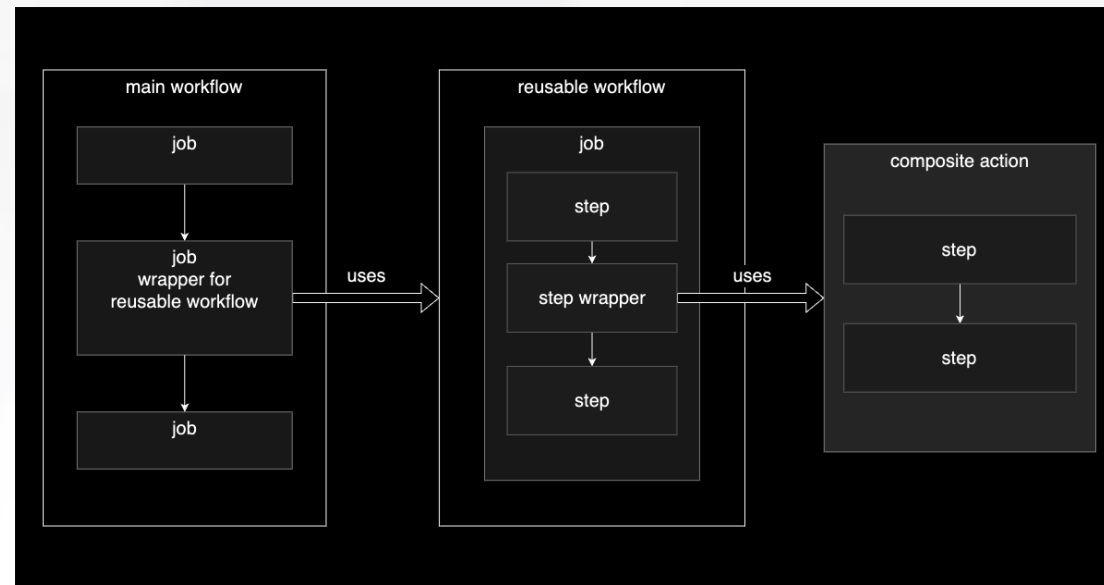 main workflow
job
job
wrapper for
reusable workflow
job
uses
reusable workflow
job
step
step wrapper
step
uses
composite action
step
step